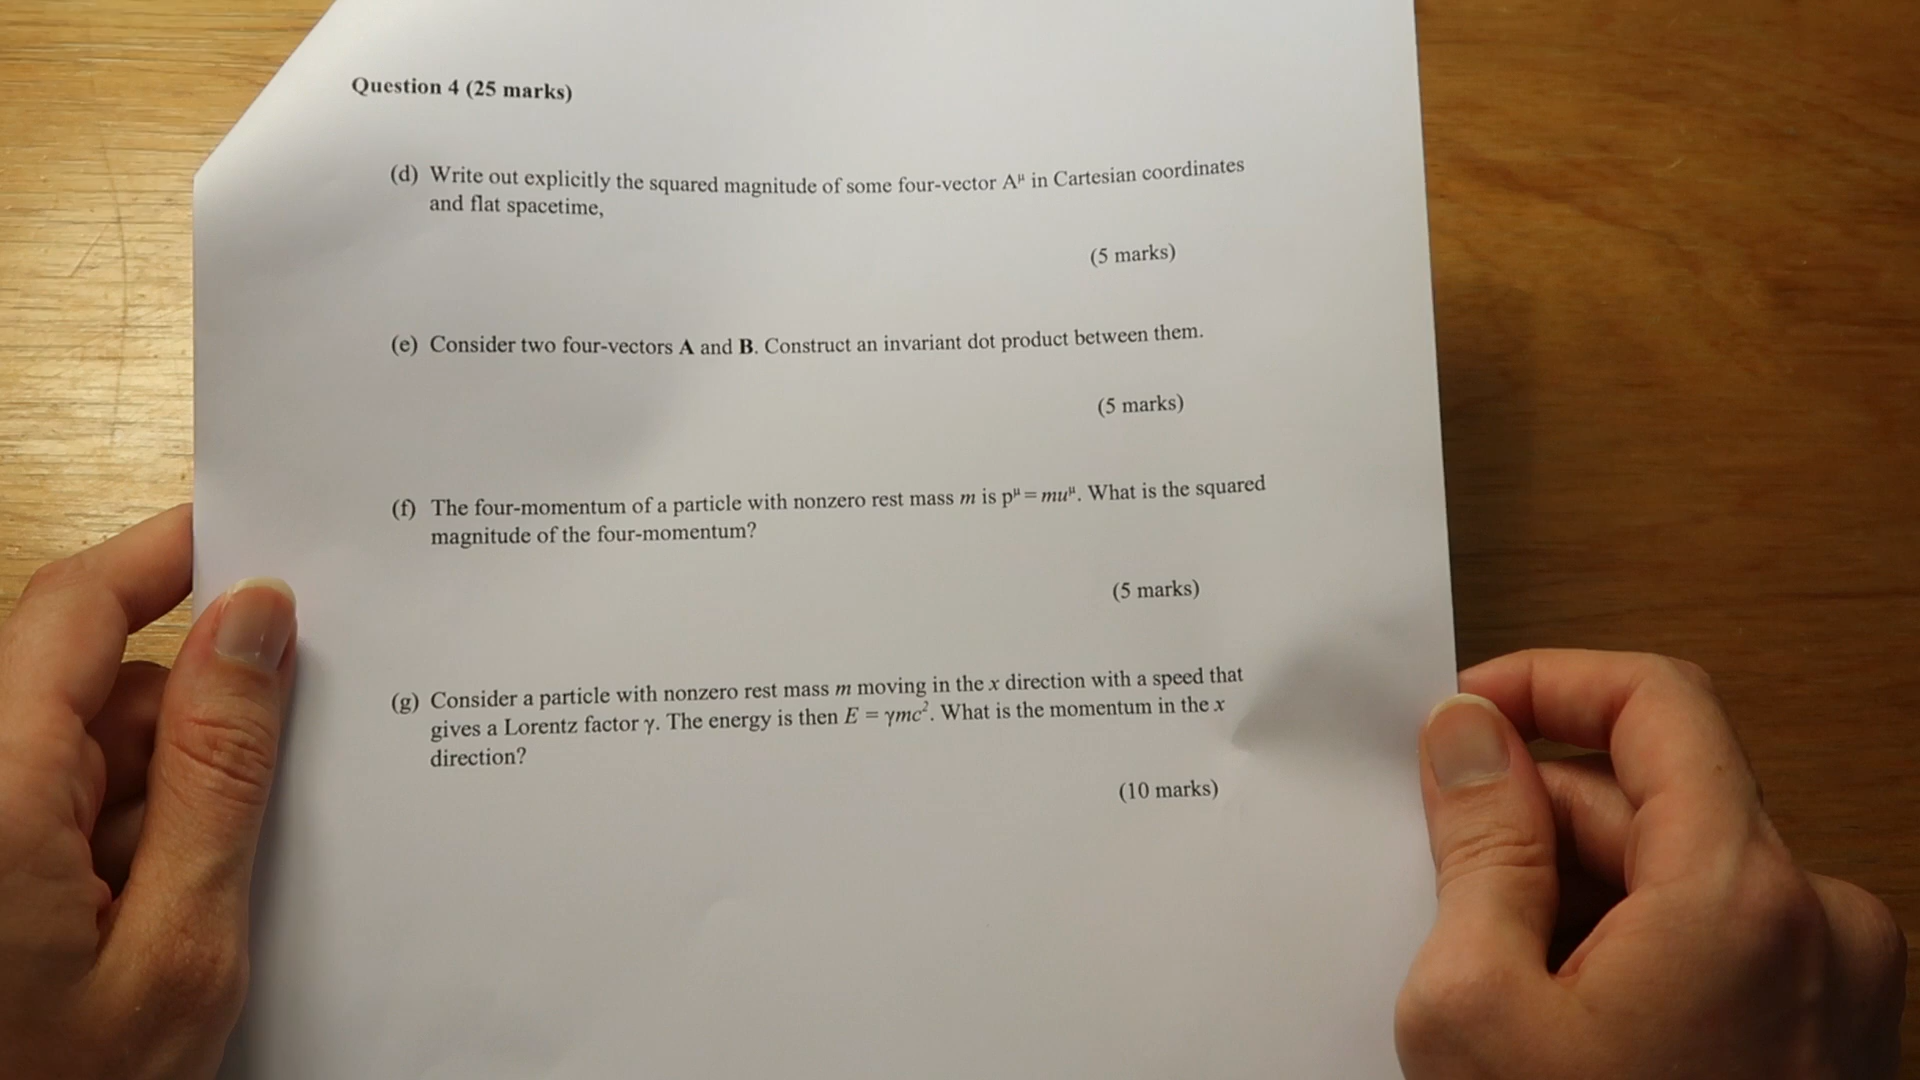 Question 4 (25 marks)
(d) Write out explicitly the squared magnitude of some four-vector Aᵘ in Cartesian coordinates
and flat spacetime,
(5 marks)
(e) Consider two four-vectors A and B. Construct an invariant dot product between them.
(5 marks)
(f) The four-momentum of a particle with nonzero rest mass m is pᵘ = muᵘ. What is the squared
magnitude of the four-momentum?
(5 marks)
(g) Consider a particle with nonzero rest mass m moving in the x direction with a speed that
gives a Lorentz factor γ. The energy is then E = γmc². What is the momentum in the x
direction?
(10 marks)